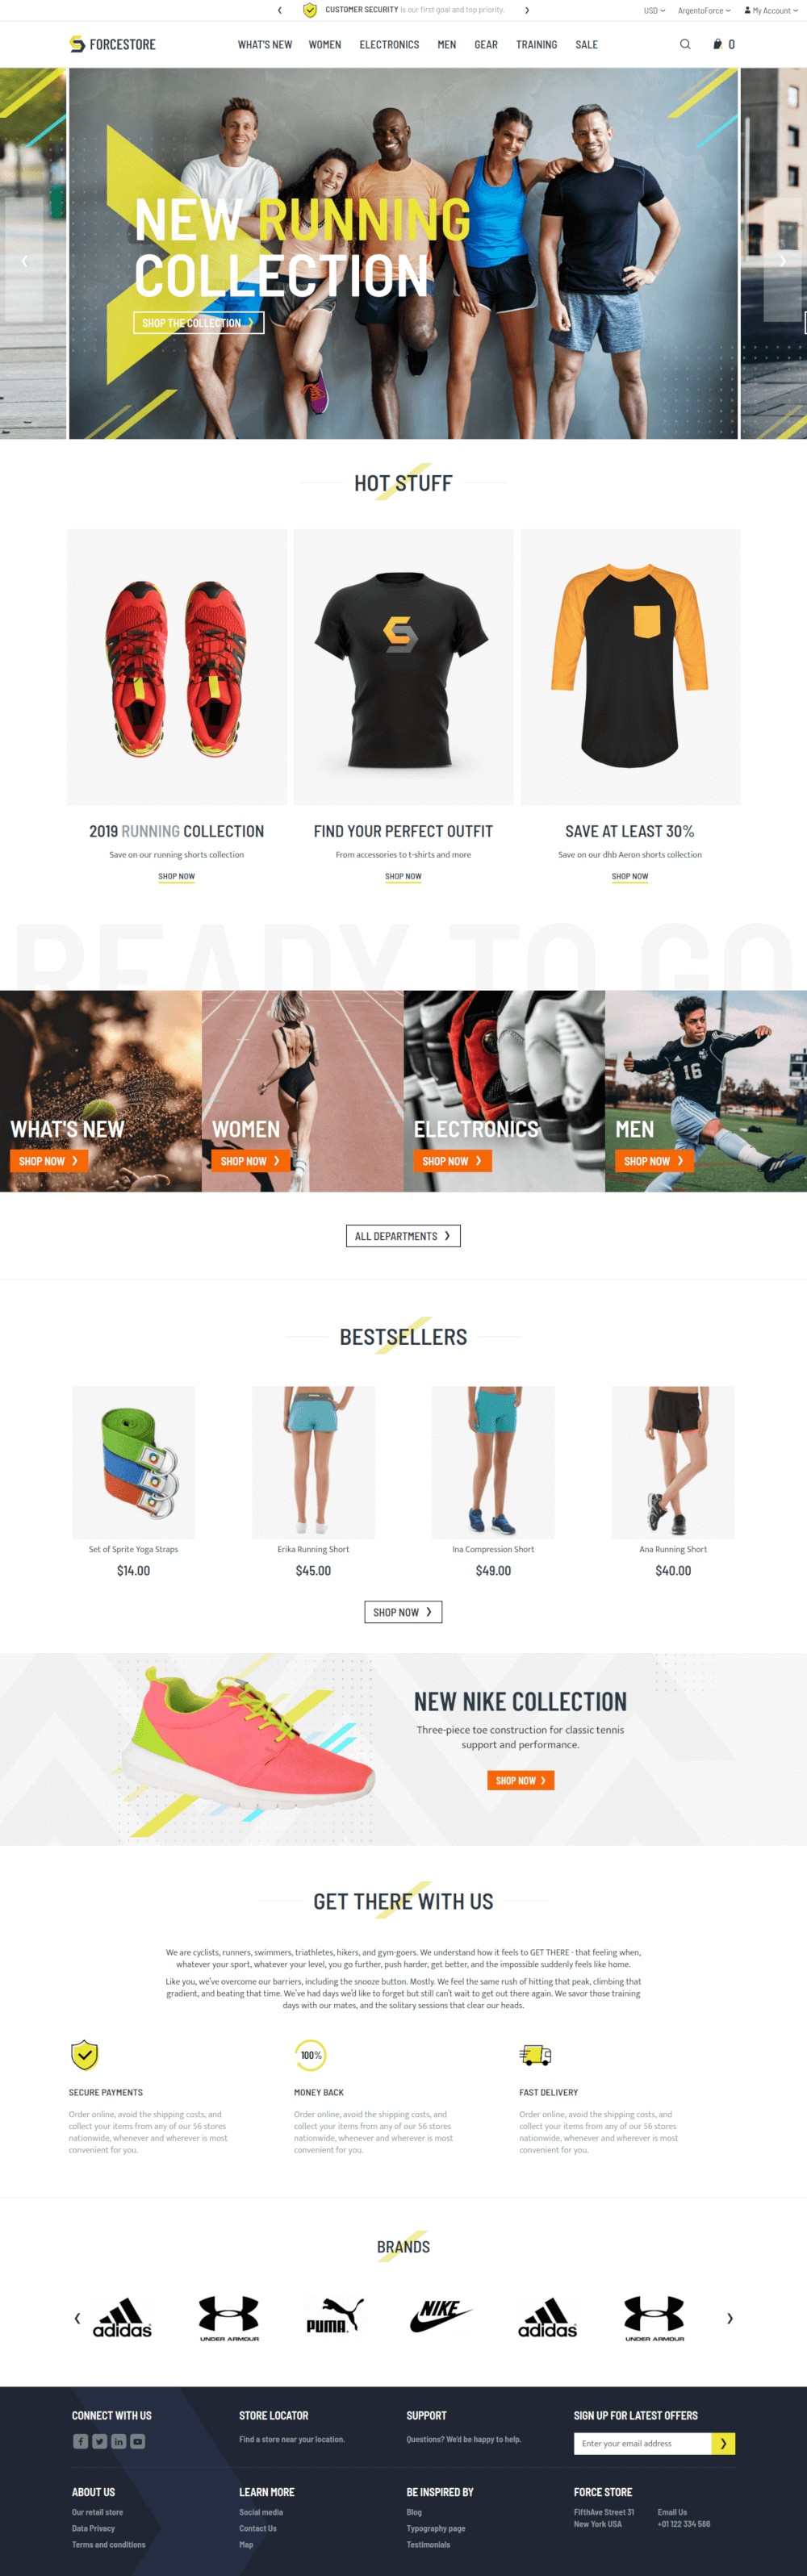 CUSTOMER SECURITY is our first goal and top priority.
USD
ArgentoForce
My Account
FORCESTORE
WHAT'S NEW
WOMEN
ELECTRONICS
MEN
GEAR
TRAINING
SALE
0
NEW RUNNING
COLLECTION
SHOP THE COLLECTION
HOT STUFF
2019 RUNNING COLLECTION
Save on our running shorts collection
SHOP NOW
FIND YOUR PERFECT OUTFIT
From accessories to t-shirts and more
SHOP NOW
SAVE AT LEAST 30%
Save on our dhb Aeron shorts collection
SHOP NOW
READY TO GO
WHAT'S NEW
SHOP NOW
WOMEN
SHOP NOW
ELECTRONICS
SHOP NOW
16
MEN
SHOP NOW
ALL DEPARTMENTS
BESTSELLERS
Set of Sprite Yoga Straps
$14.00
Erika Running Short
$45.00
Ina Compression Short
$49.00
Ana Running Short
$40.00
SHOP NOW
NEW NIKE COLLECTION
Three-piece toe construction for classic tennis
support and performance.
SHOP NOW
GET THERE WITH US
We are cyclists, runners, swimmers, triathletes, hikers, and gym-goers. We understand how it feels to GET THERE - that feeling when,
whatever your sport, whatever your level, you go further, push harder, get better, and the impossible suddenly feels like home.
Like you, we've overcome our barriers, including the snooze button. Mostly. We feel the same rush of hitting that peak, climbing that
gradient, and beating that time. We've had days we'd like to forget but still can't wait to get out there again. We savor those training
days with our mates, and the solitary sessions that clear our heads.
SECURE PAYMENTS
Order online, avoid the shipping costs, and
collect your items from any of our 56 stores
nationwide, whenever and wherever is most
convenient for you.
100%
MONEY BACK
Order online, avoid the shipping costs, and
collect your items from any of our 56 stores
nationwide, whenever and wherever is most
convenient for you.
FAST DELIVERY
Order online, avoid the shipping costs, and
collect your items from any of our 56 stores
nationwide, whenever and wherever is most
convenient for you.
BRANDS
adidas
UNDER ARMOUR
PUMA
NIKE
adidas
UNDER ARMOUR
CONNECT WITH US
STORE LOCATOR
Find a store near your location.
SUPPORT
Questions? We'd be happy to help.
SIGN UP FOR LATEST OFFERS
Enter your email address
ABOUT US
Our retail store
Data Privacy
Terms and conditions
LEARN MORE
Social media
Contact Us
Map
BE INSPIRED BY
Blog
Typography page
Testimonials
FORCE STORE
FifthAve Street 31
New York USA
Email Us
+01 122 334 566